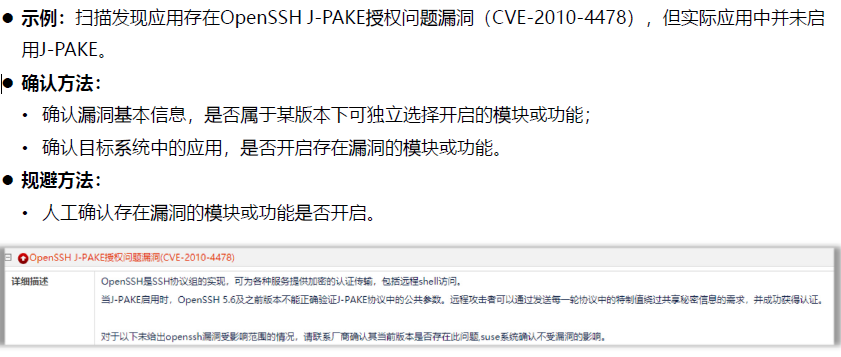 ● 示例：扫描发现应用存在OpenSSH J-PAKE授权问题漏洞（CVE-2010-4478），但实际应用中并未启
用J-PAKE。
● 确认方法：
• 确认漏洞基本信息，是否属于某版本下可独立选择开启的模块或功能；
• 确认目标系统中的应用，是否开启存在漏洞的模块或功能。
● 规避方法：
• 人工确认存在漏洞的模块或功能是否开启。
OpenSSH J-PAKE授权问题漏洞(CVE-2010-4478)
详细描述 OpenSSH是SSH协议组的实现，可为各种服务提供加密的认证传输，包括远程shell访问。
当J-PAKE启用时，OpenSSH 5.6及之前版本不能正确验证J-PAKE协议中的公共参数。远程攻击者可以通过发送每一轮协议中的特制值绕过共享秘密信息的需求，并成功获得认证。
对于以下未给出openssh漏洞受影响范围的情况，请联系厂商确认其当前版本是否存在此问题,suse系统确认不受漏洞的影响。